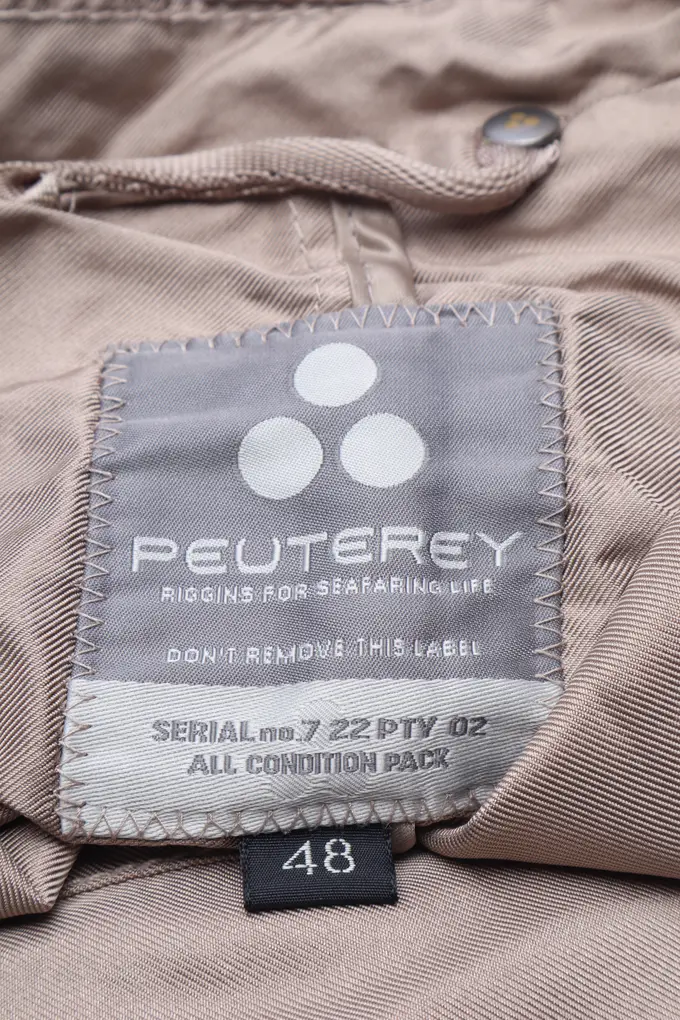 PEUTEREY
RIGGINS FOR SEAFARING LIFE
DON'T REMOVE THIS LABEL
SERIAL no.7 22 PTY 02
ALL CONDITION PACK
48